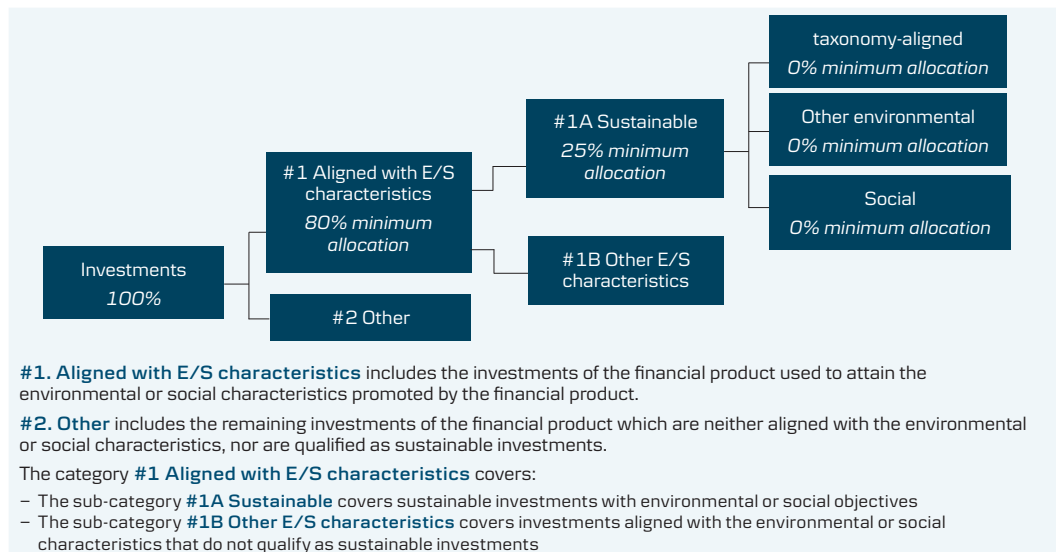 taxonomy-aligned
0% minimum allocation
Other environmental
0% minimum allocation
#1A Sustainable
25% minimum
allocation
Social
0% minimum allocation
#1 Aligned with E/S
characteristics
80% minimum
allocation
#1B Other E/S
characteristics
Investments
100%
#2 Other
#1. Aligned with E/S characteristics includes the investments of the financial product used to attain the
environmental or social characteristics promoted by the financial product.
#2. Other includes the remaining investments of the financial product which are neither aligned with the environmental
or social characteristics, nor are qualified as sustainable investments.
The category #1 Aligned with E/S characteristics covers:
– The sub-category #1A Sustainable covers sustainable investments with environmental or social objectives
– The sub-category #1B Other E/S characteristics covers investments aligned with the environmental or social
characteristics that do not qualify as sustainable investments